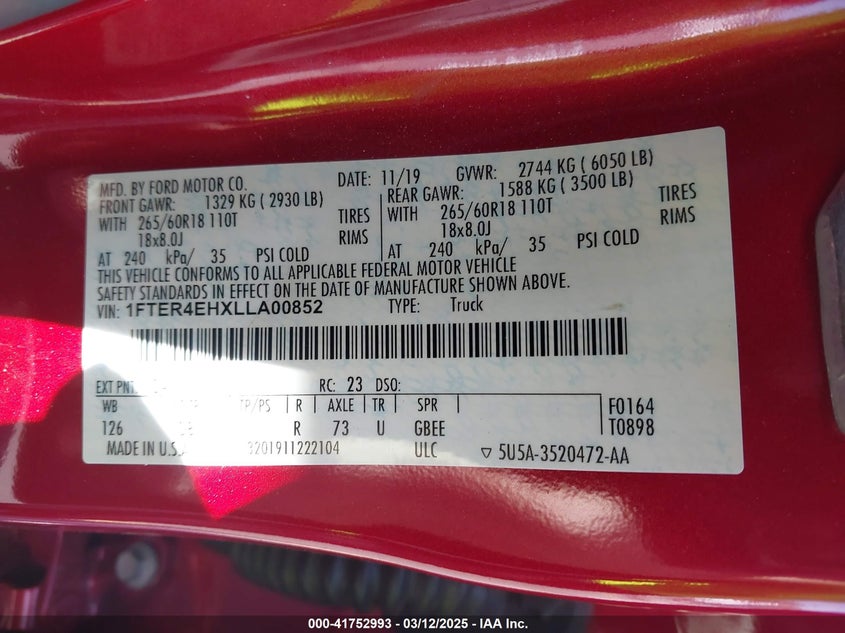 MFD. BY FORD MOTOR CO. DATE: 11/19 GVWR: 2744 KG ( 6050 LB)
FRONT GAWR: 1329 KG ( 2930 LB) REAR GAWR: 1588 KG ( 3500 LB)
WITH 265/60R18 110T TIRES WITH 265/60R18 110T TIRES
18x8.0J RIMS 18x8.0J RIMS
AT 240 kPa/ 35 PSI COLD AT 240 kPa/ 35 PSI COLD
THIS VEHICLE CONFORMS TO ALL APPLICABLE FEDERAL MOTOR VEHICLE
SAFETY STANDARDS IN EFFECT ON THE DATE OF MANUFACTURE SHOWN ABOVE.
VIN: 1FTER4EHXLLA00852 TYPE: Truck
EXT PNT: RC: 23 DSO:
WB TP/PS R AXLE TR SPR F0164
126 R 73 U GBEE T0898
MADE IN U.S. 3201911222104 ULC ▽ 5U5A-3520472-AA
000-41752993 - 03/12/2025 - IAA Inc.